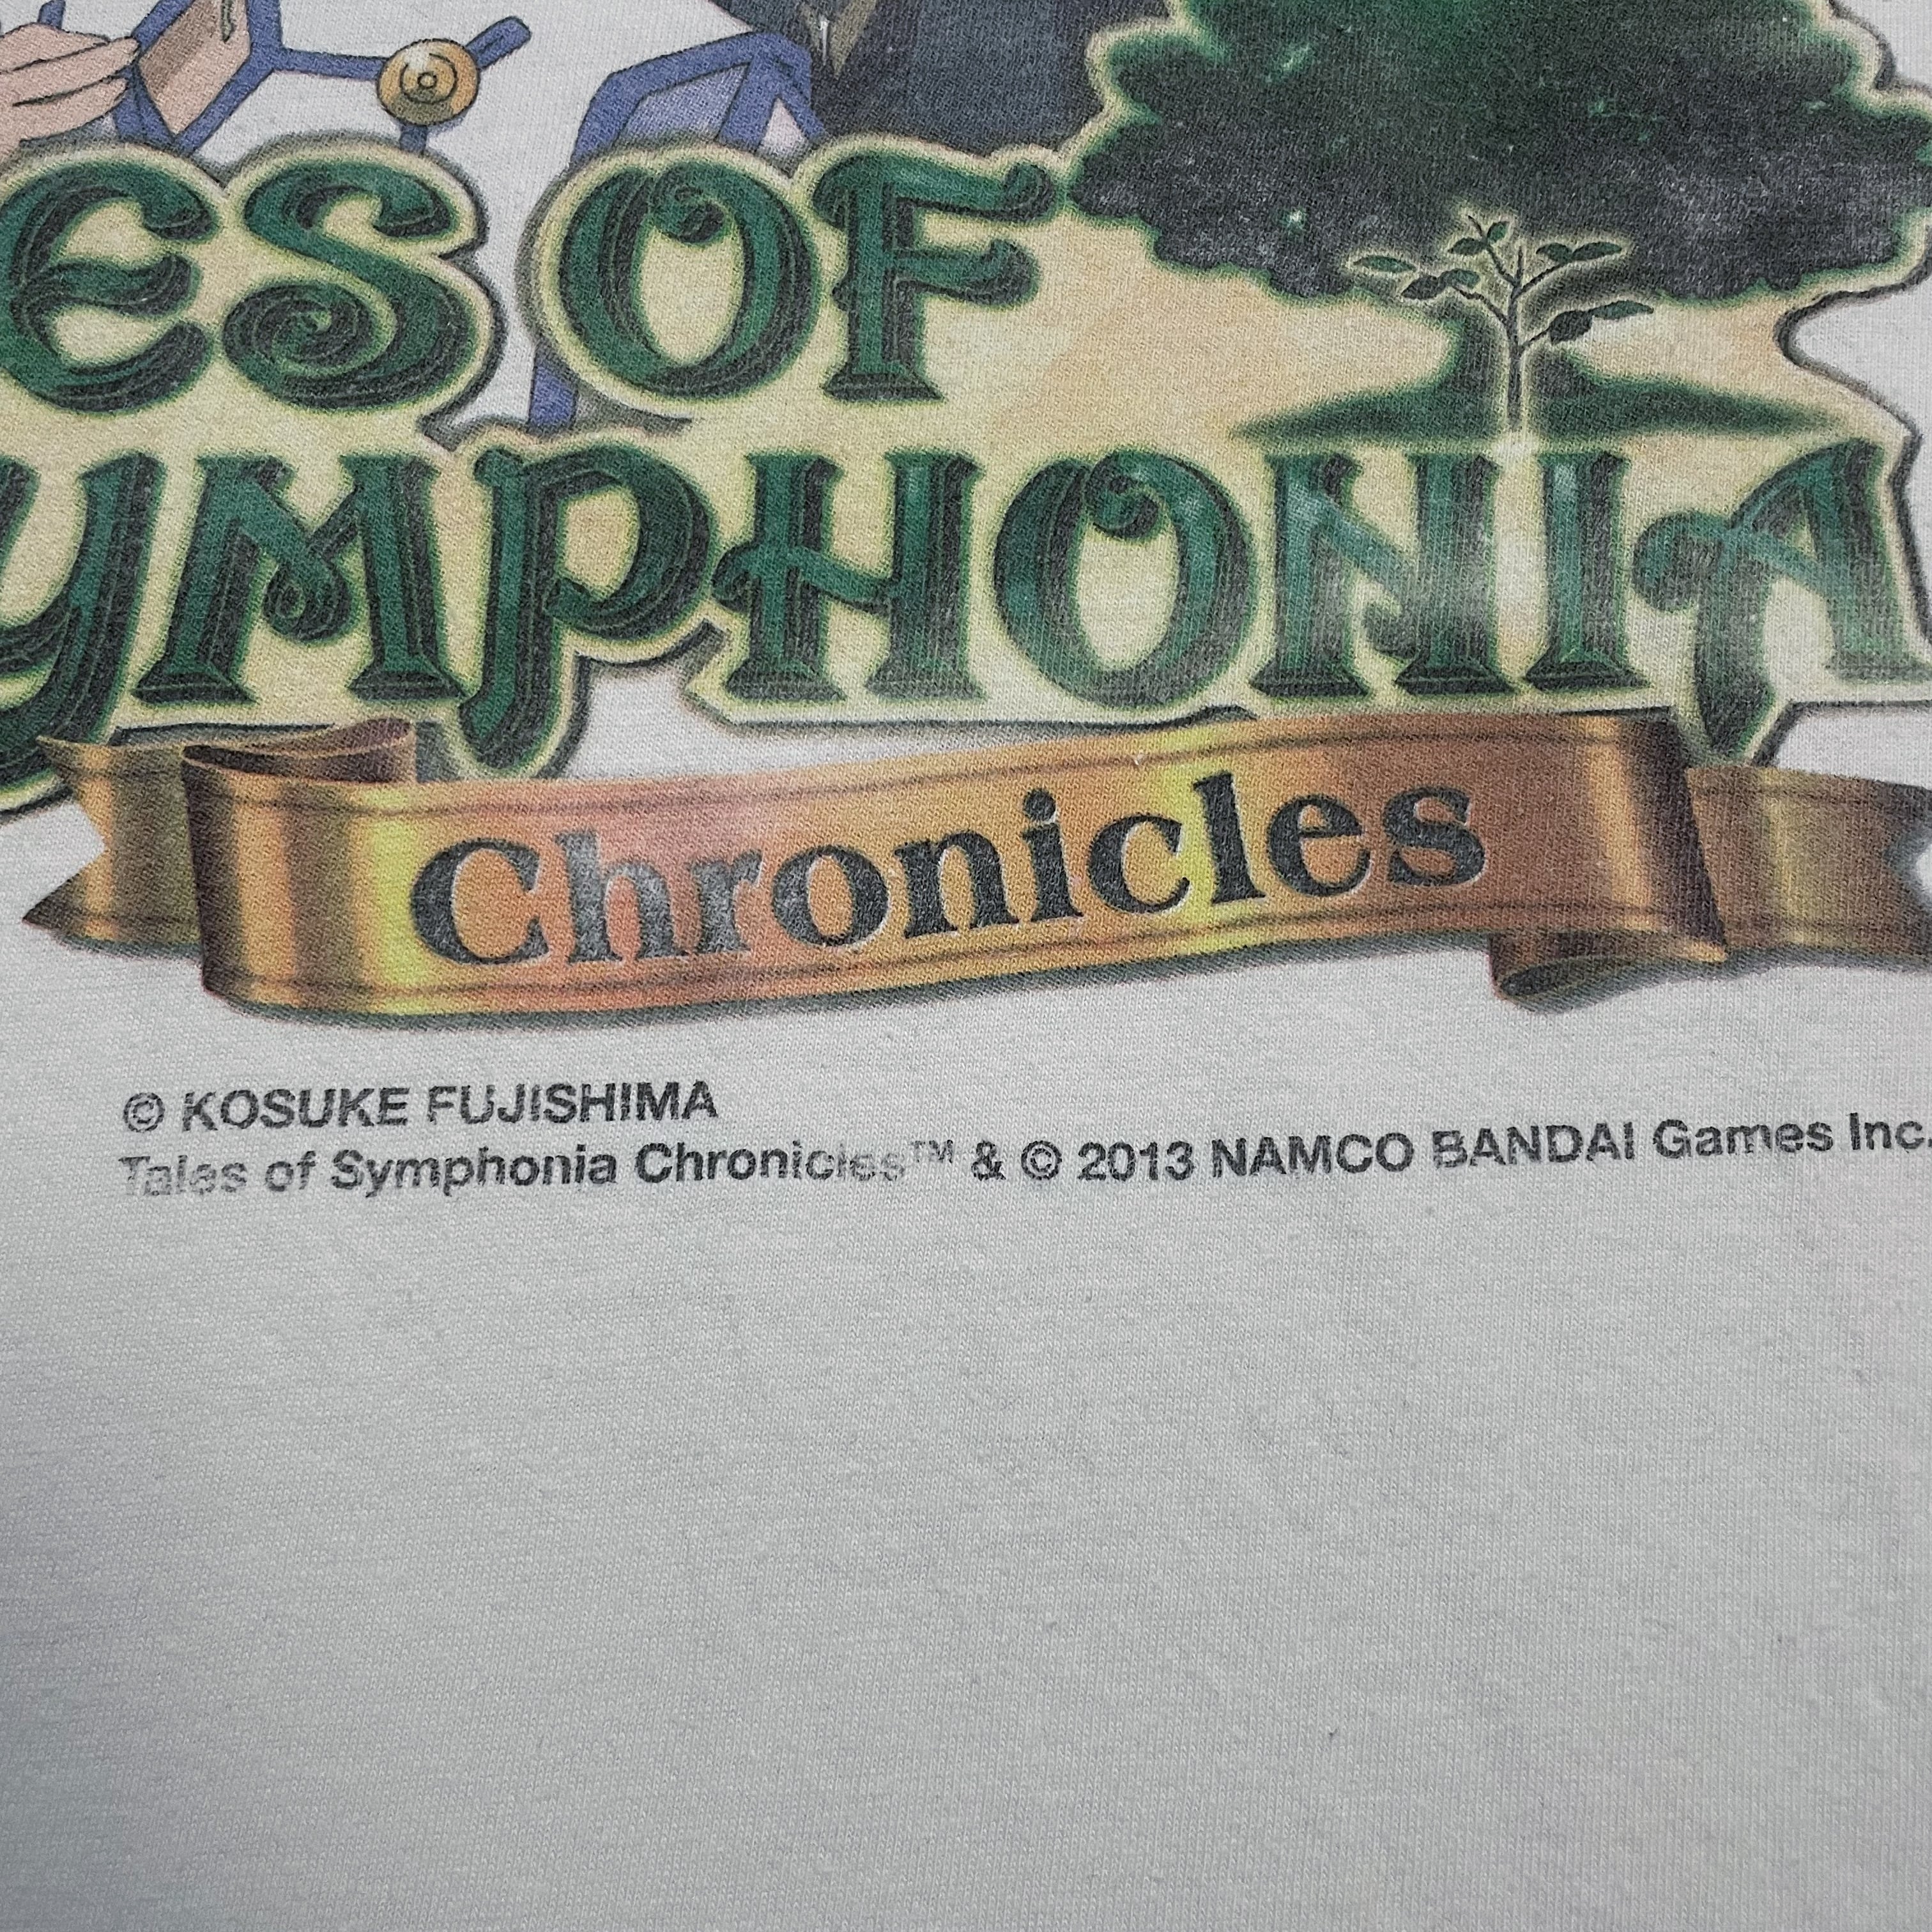 ES OF
YMPHONIA
Chronicles
© KOSUKE FUJISHIMA
Tales of Symphonia Chronicles™ & © 2013 NAMCO BANDAI Games Inc.